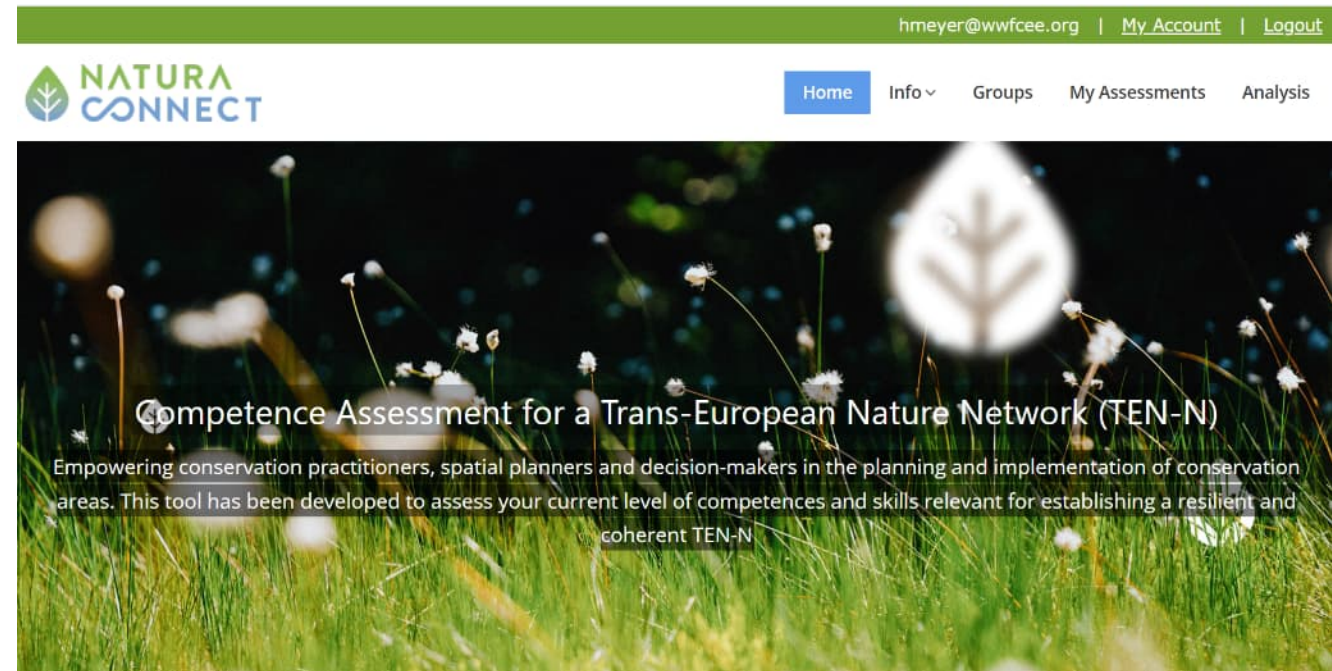 hmeyer@wwfcee.org | My Account | Logout
NATURA
CONNECT
Home Info Groups My Assessments Analysis
Competence Assessment for a Trans-European Nature Network (TEN-N)
Empowering conservation practitioners, spatial planners and decision-makers in the planning and implementation of conservation
areas. This tool has been developed to assess your current level of competences and skills relevant for establishing a resilient and
coherent TEN-N